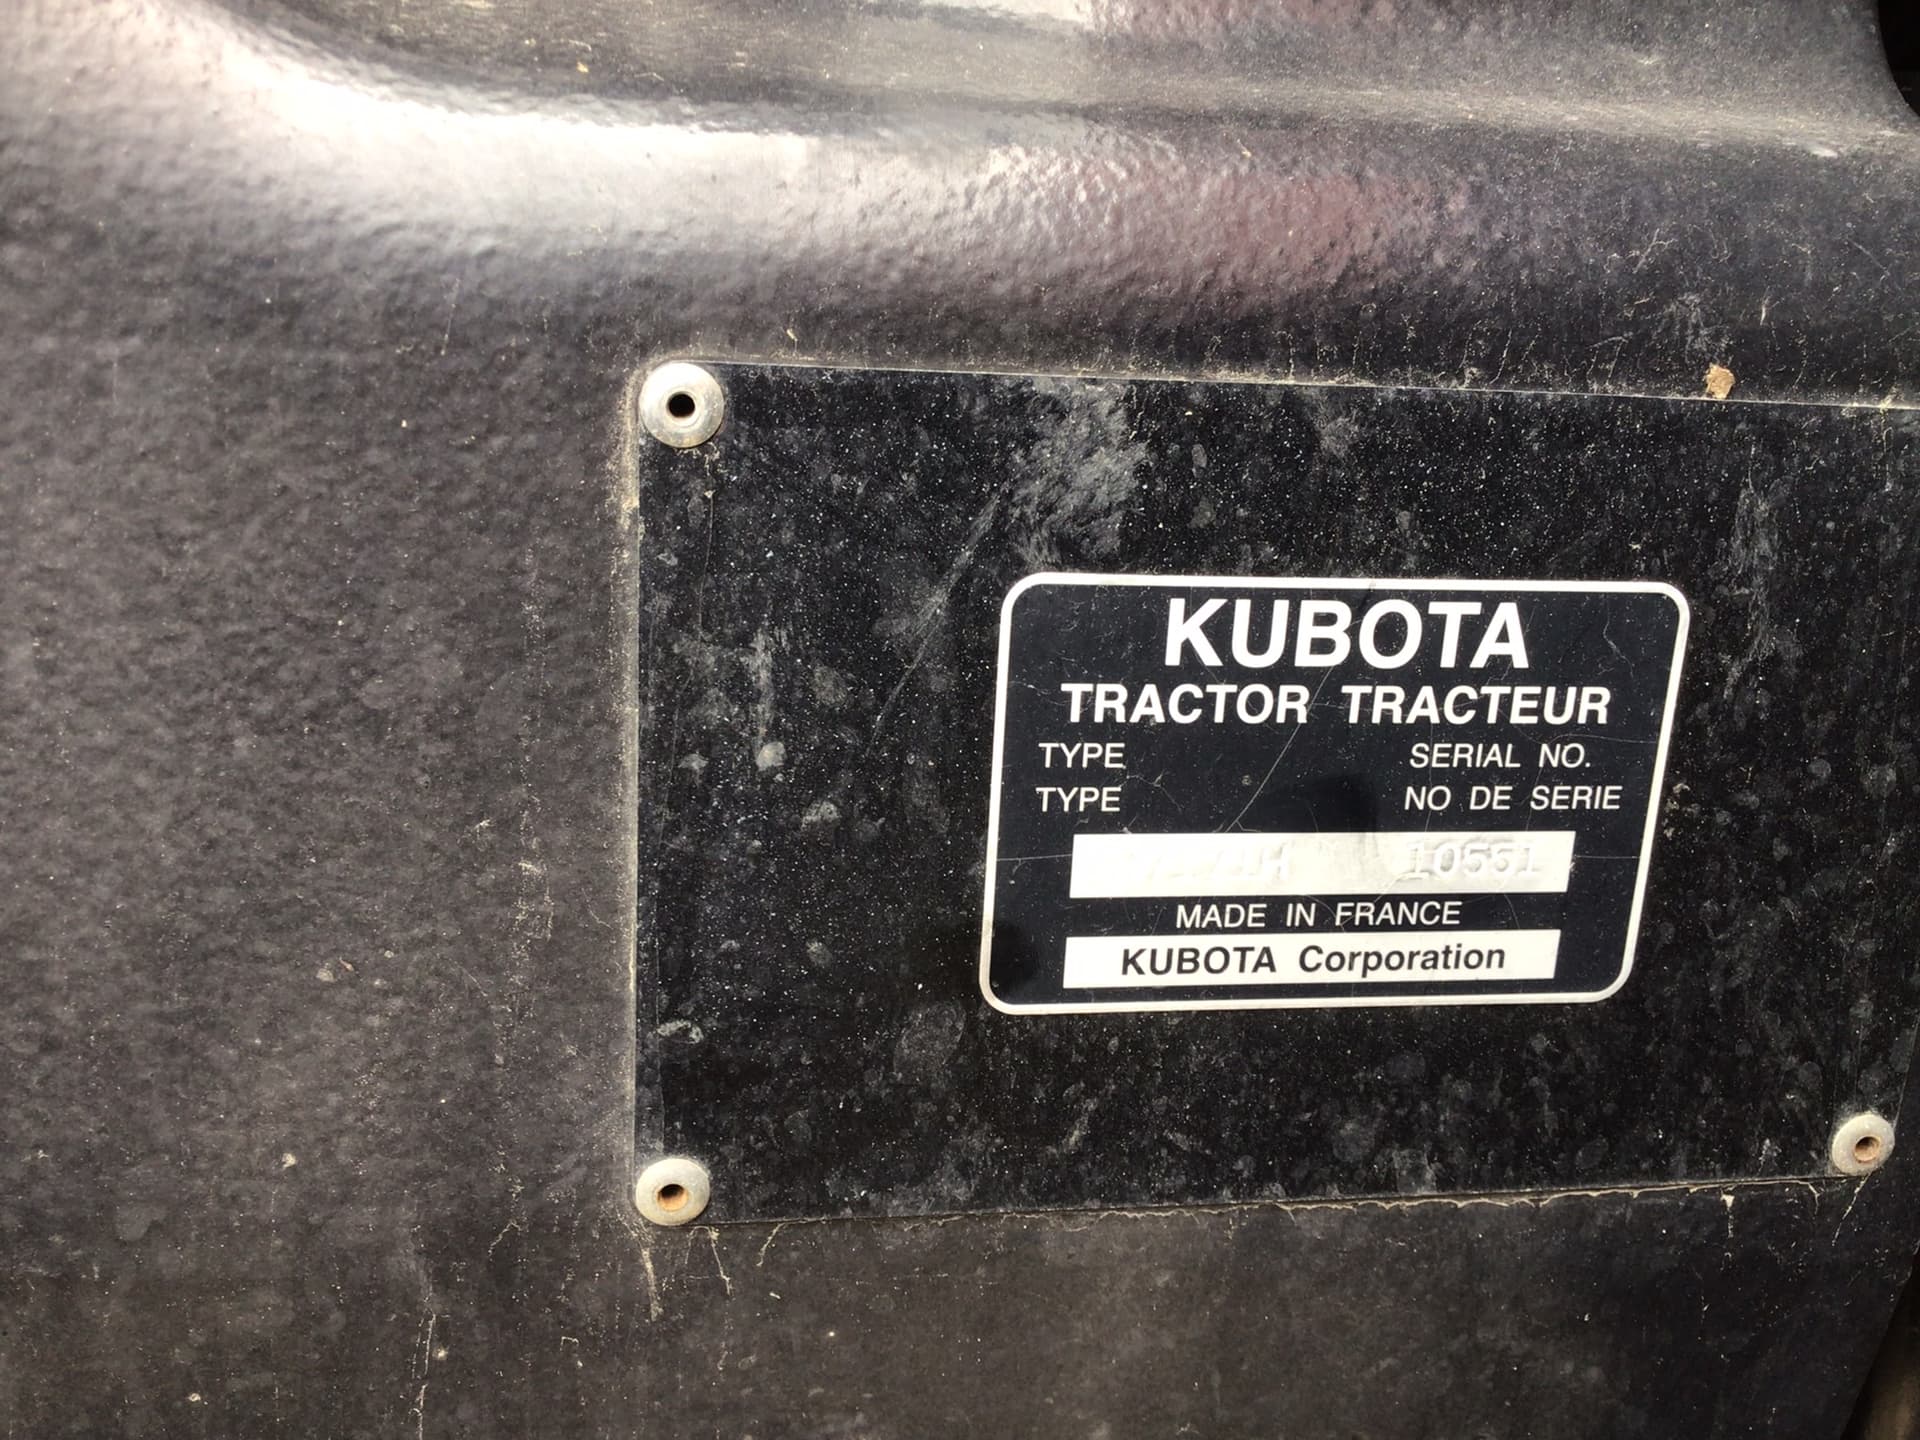 KUBOTA
TRACTOR TRACTEUR
TYPE SERIAL NO.
TYPE NO DE SERIE
10551
MADE IN FRANCE
KUBOTA Corporation